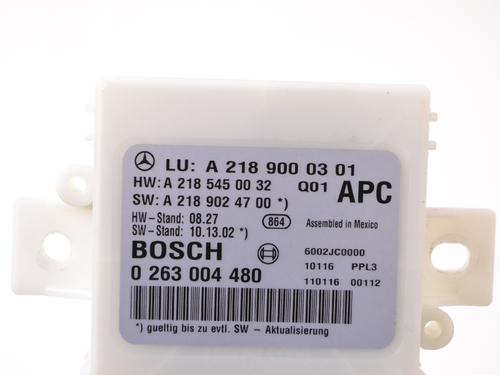 LU: A 218 900 03 01
HW: A 218 545 00 32 Q01 APC
SW: A 218 902 47 00 *)
HW-Stand: 08.27 864 Assembled in Mexico
SW-Stand: 10.13.02 *)
BOSCH 6002JC0000
0 263 004 480 10116 PPL3
110116 00112
*) gueltig bis zu evtl. SW - Aktualisierung